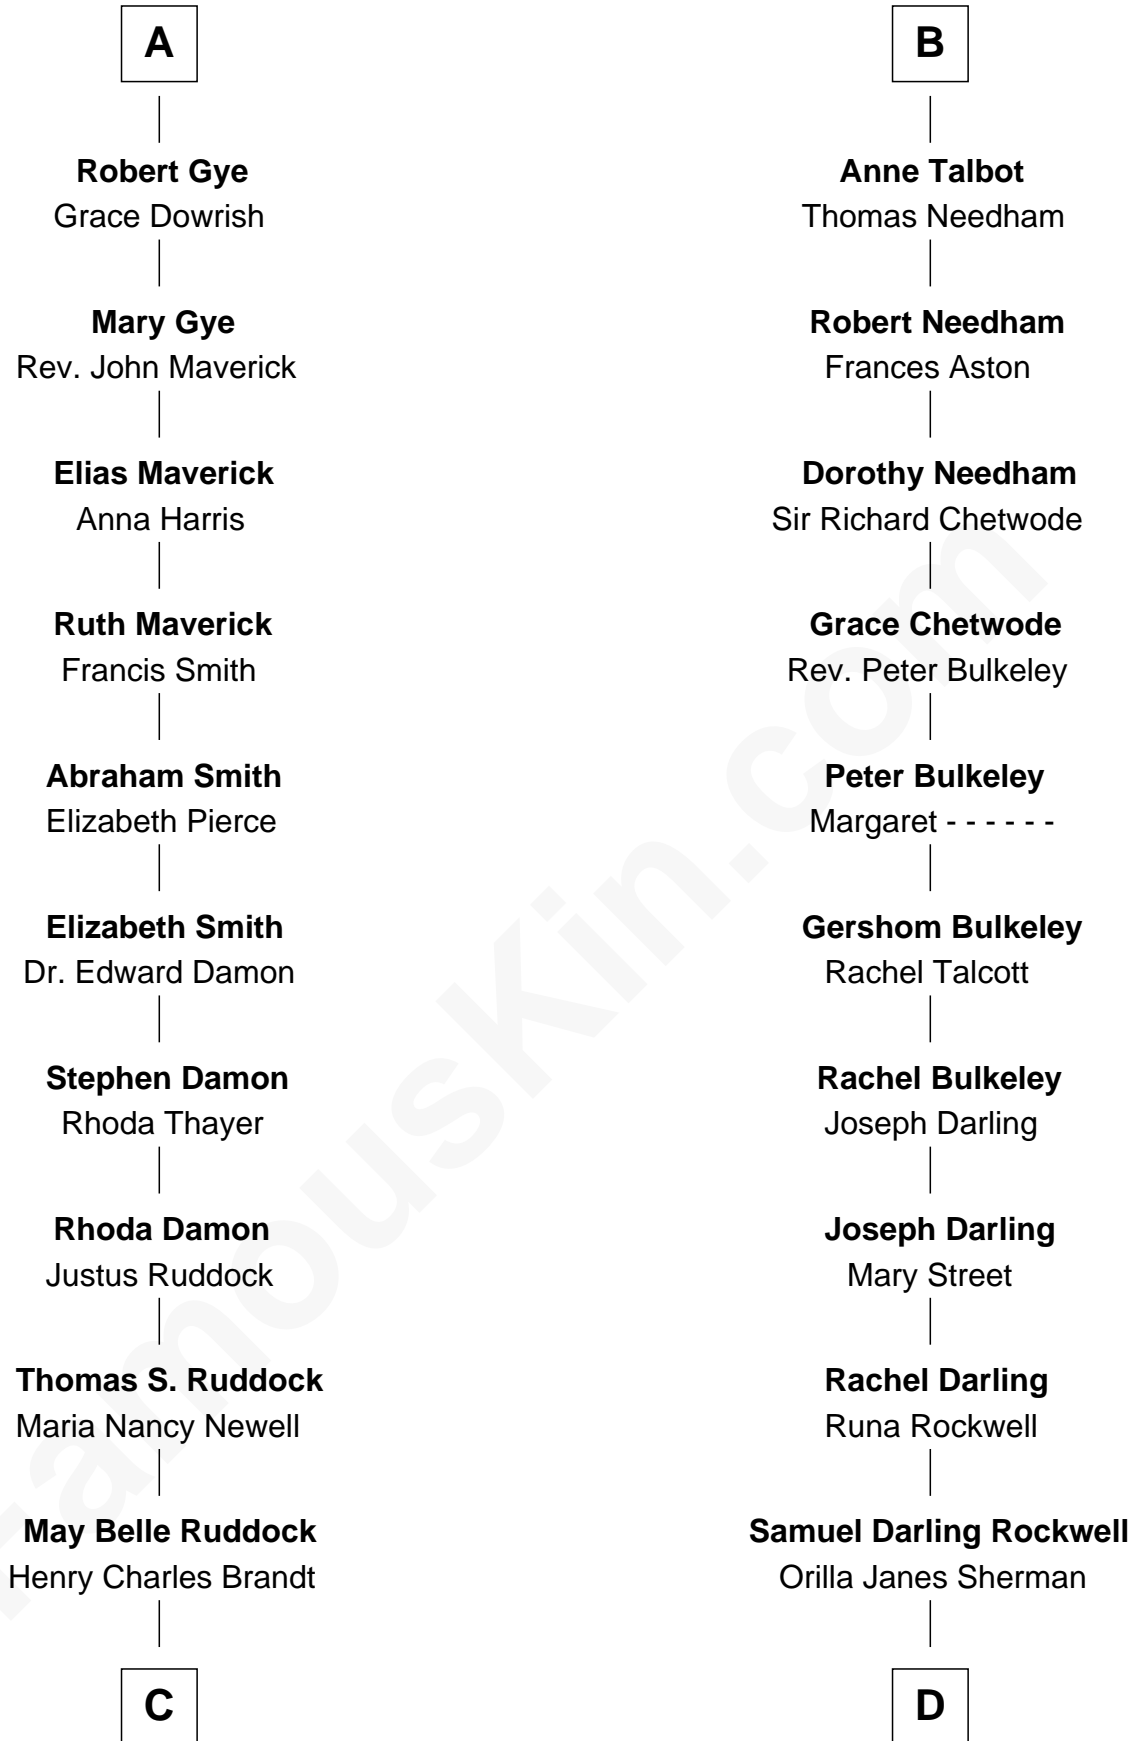 A
Robert Gye
Grace Dowrish
Mary Gye
Rev. John Maverick
Elias Maverick
Anna Harris
Ruth Maverick
Francis Smith
Abraham Smith
Elizabeth Pierce
Elizabeth Smith
Dr. Edward Damon
Stephen Damon
Rhoda Thayer
Rhoda Damon
Justus Ruddock
Thomas S. Ruddock
Maria Nancy Newell
May Belle Ruddock
Henry Charles Brandt
C
B
Anne Talbot
Thomas Needham
Robert Needham
Frances Aston
Dorothy Needham
Sir Richard Chetwode
Grace Chetwode
Rev. Peter Bulkeley
Peter Bulkeley
Margaret - - - - - -
Gershom Bulkeley
Rachel Talcott
Rachel Bulkeley
Joseph Darling
Joseph Darling
Mary Street
Rachel Darling
Runa Rockwell
Samuel Darling Rockwell
Orilla Janes Sherman
D
FamousKin.com